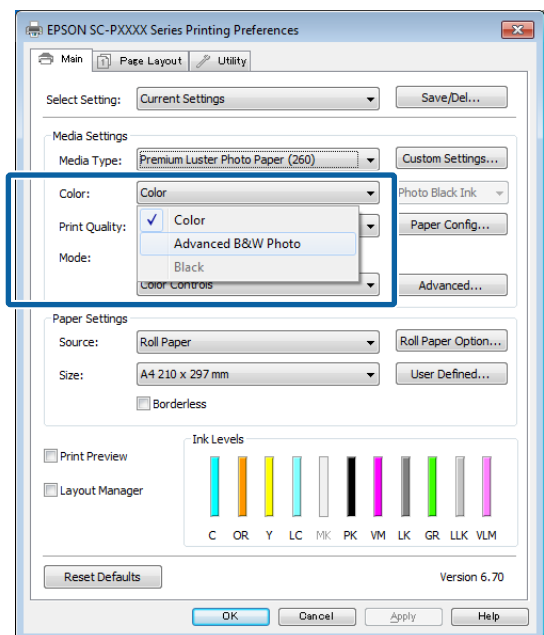 EPSON SC-PXXXX Series Printing Preferences
Main Page Layout Utility
Select Setting: Current Settings Save/Del...
Media Settings
Media Type: Premium Luster Photo Paper (260) Custom Settings...
Color: Color Photo Black Ink
Color
Print Quality: Paper Config...
Advanced B&W Photo
Mode:
Black
Color Controls Advanced...
Paper Settings
Source: Roll Paper Roll Paper Option...
Size: A4 210 x 297 mm User Defined...
Borderless
Ink Levels
Print Preview
Layout Manager
C OR Y LC MK PK VM LK GR LLK VLM
Reset Defaults Version 6.70
OK Cancel Apply Help